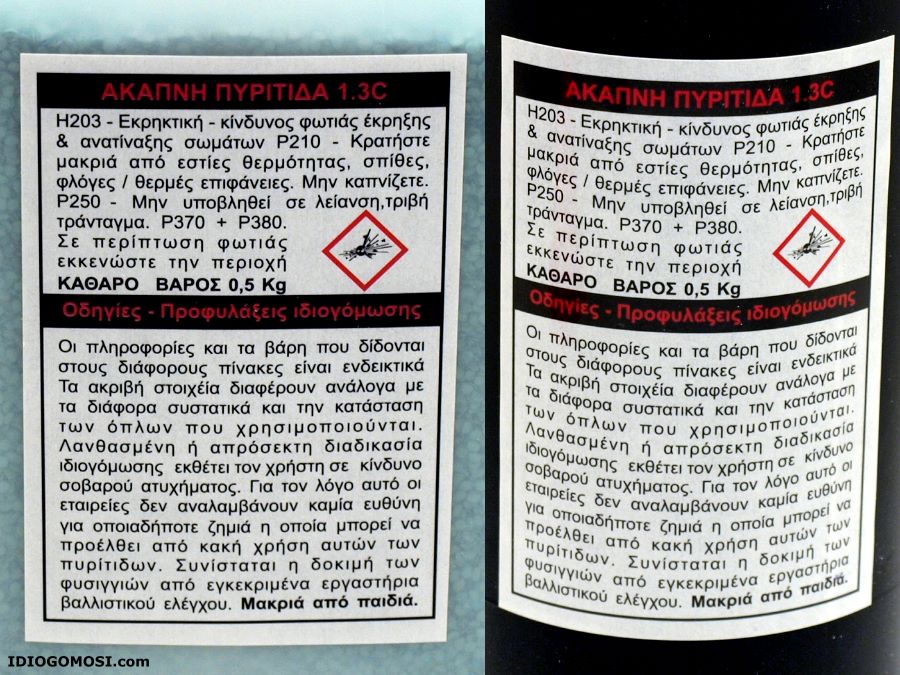 ΑΚΑΠΝΗ ΠΥΡΙΤΙΔΑ 1.3C
H203 - Εκρηκτική - κίνδυνος φωτιάς έκρηξης
& ανατίναξης σωμάτων P210 - Κρατήστε
μακριά από εστίες θερμότητας, σπίθες,
φλόγες / θερμές επιφάνειες. Μην καπνίζετε.
P250 - Μην υποβληθεί σε λείανση,τριβή
τράνταγμα. P370 + P380.
Σε περίπτωση φωτιάς
εκκενώστε την περιοχή
ΚΑΘΑΡΟ ΒΑΡΟΣ 0,5 Kg
Οδηγίες - Προφυλάξεις ιδιογόμωσης
Οι πληροφορίες και τα βάρη που δίδονται
στους διάφορους πίνακες είναι ενδεικτικά
Τα ακριβή στοιχέία διαφέρουν ανάλογα με
τα διάφορα συστατικά και την κατάσταση
των όπλων που χρησιμοποιούνται.
Λανθασμένη ή απρόσεκτη διαδικασία
ιδιογόμωσης εκθέτει τον χρήστη σε κίνδυνο
σοβαρού ατυχήματος. Για τον λόγο αυτό οι
εταιρείες δεν αναλαμβάνουν καμία ευθύνη
για οποιαδήποτε ζημιά η οποία μπορεί να
προέλθει από κακή χρήση αυτών των
πυρίτιδων. Συνίσταται η δοκιμή των
φυσιγγιών από εγκεκριμένα εργαστήρια
βαλλιστικού ελέγχου. Μακριά από παιδιά.
IDIOGOMOSI.com
ΑΚΑΠΝΗ ΠΥΡΙΤΙΔΑ 1.3C
H203 - Εκρηκτική - κίνδυνος φωτιάς έκρηξης
& ανατίναξης σωμάτων P210 - Κρατήστε
μακριά από εστίες θερμότητας, σπίθες,
φλόγες / θερμές επιφάνειες. Μην καπνίζετε.
P250 - Μην υποβληθεί σε λείανση,τριβή
τράνταγμα. P370 + P380.
Σε περίπτωση φωτιάς
εκκενώστε την περιοχή
ΚΑΘΑΡΟ ΒΑΡΟΣ 0,5 Kg
Οδηγίες - Προφυλάξεις ιδιογόμωσης
Οι πληροφορίες και τα βάρη που δίδονται
στους διάφορους πίνακες είναι ενδεικτικά
Τα ακριβή στοιχέία διαφέρουν ανάλογα με
τα διάφορα συστατικά και την κατάσταση
των όπλων που χρησιμοποιούνται.
Λανθασμένη ή απρόσεκτη διαδικασία
ιδιογόμωσης εκθέτει τον χρήστη σε κίνδυνο
σοβαρού ατυχήματος. Για τον λόγο αυτό οι
εταιρείες δεν αναλαμβάνουν καμία ευθύνη
για οποιαδήποτε ζημιά η οποία μπορεί να
προέλθει από κακή χρήση αυτών των
πυρίτιδων. Συνίσταται η δοκιμή των
φυσιγγιών από εγκεκριμένα εργαστήρια
βαλλιστικού ελέγχου. Μακριά από παιδιά.